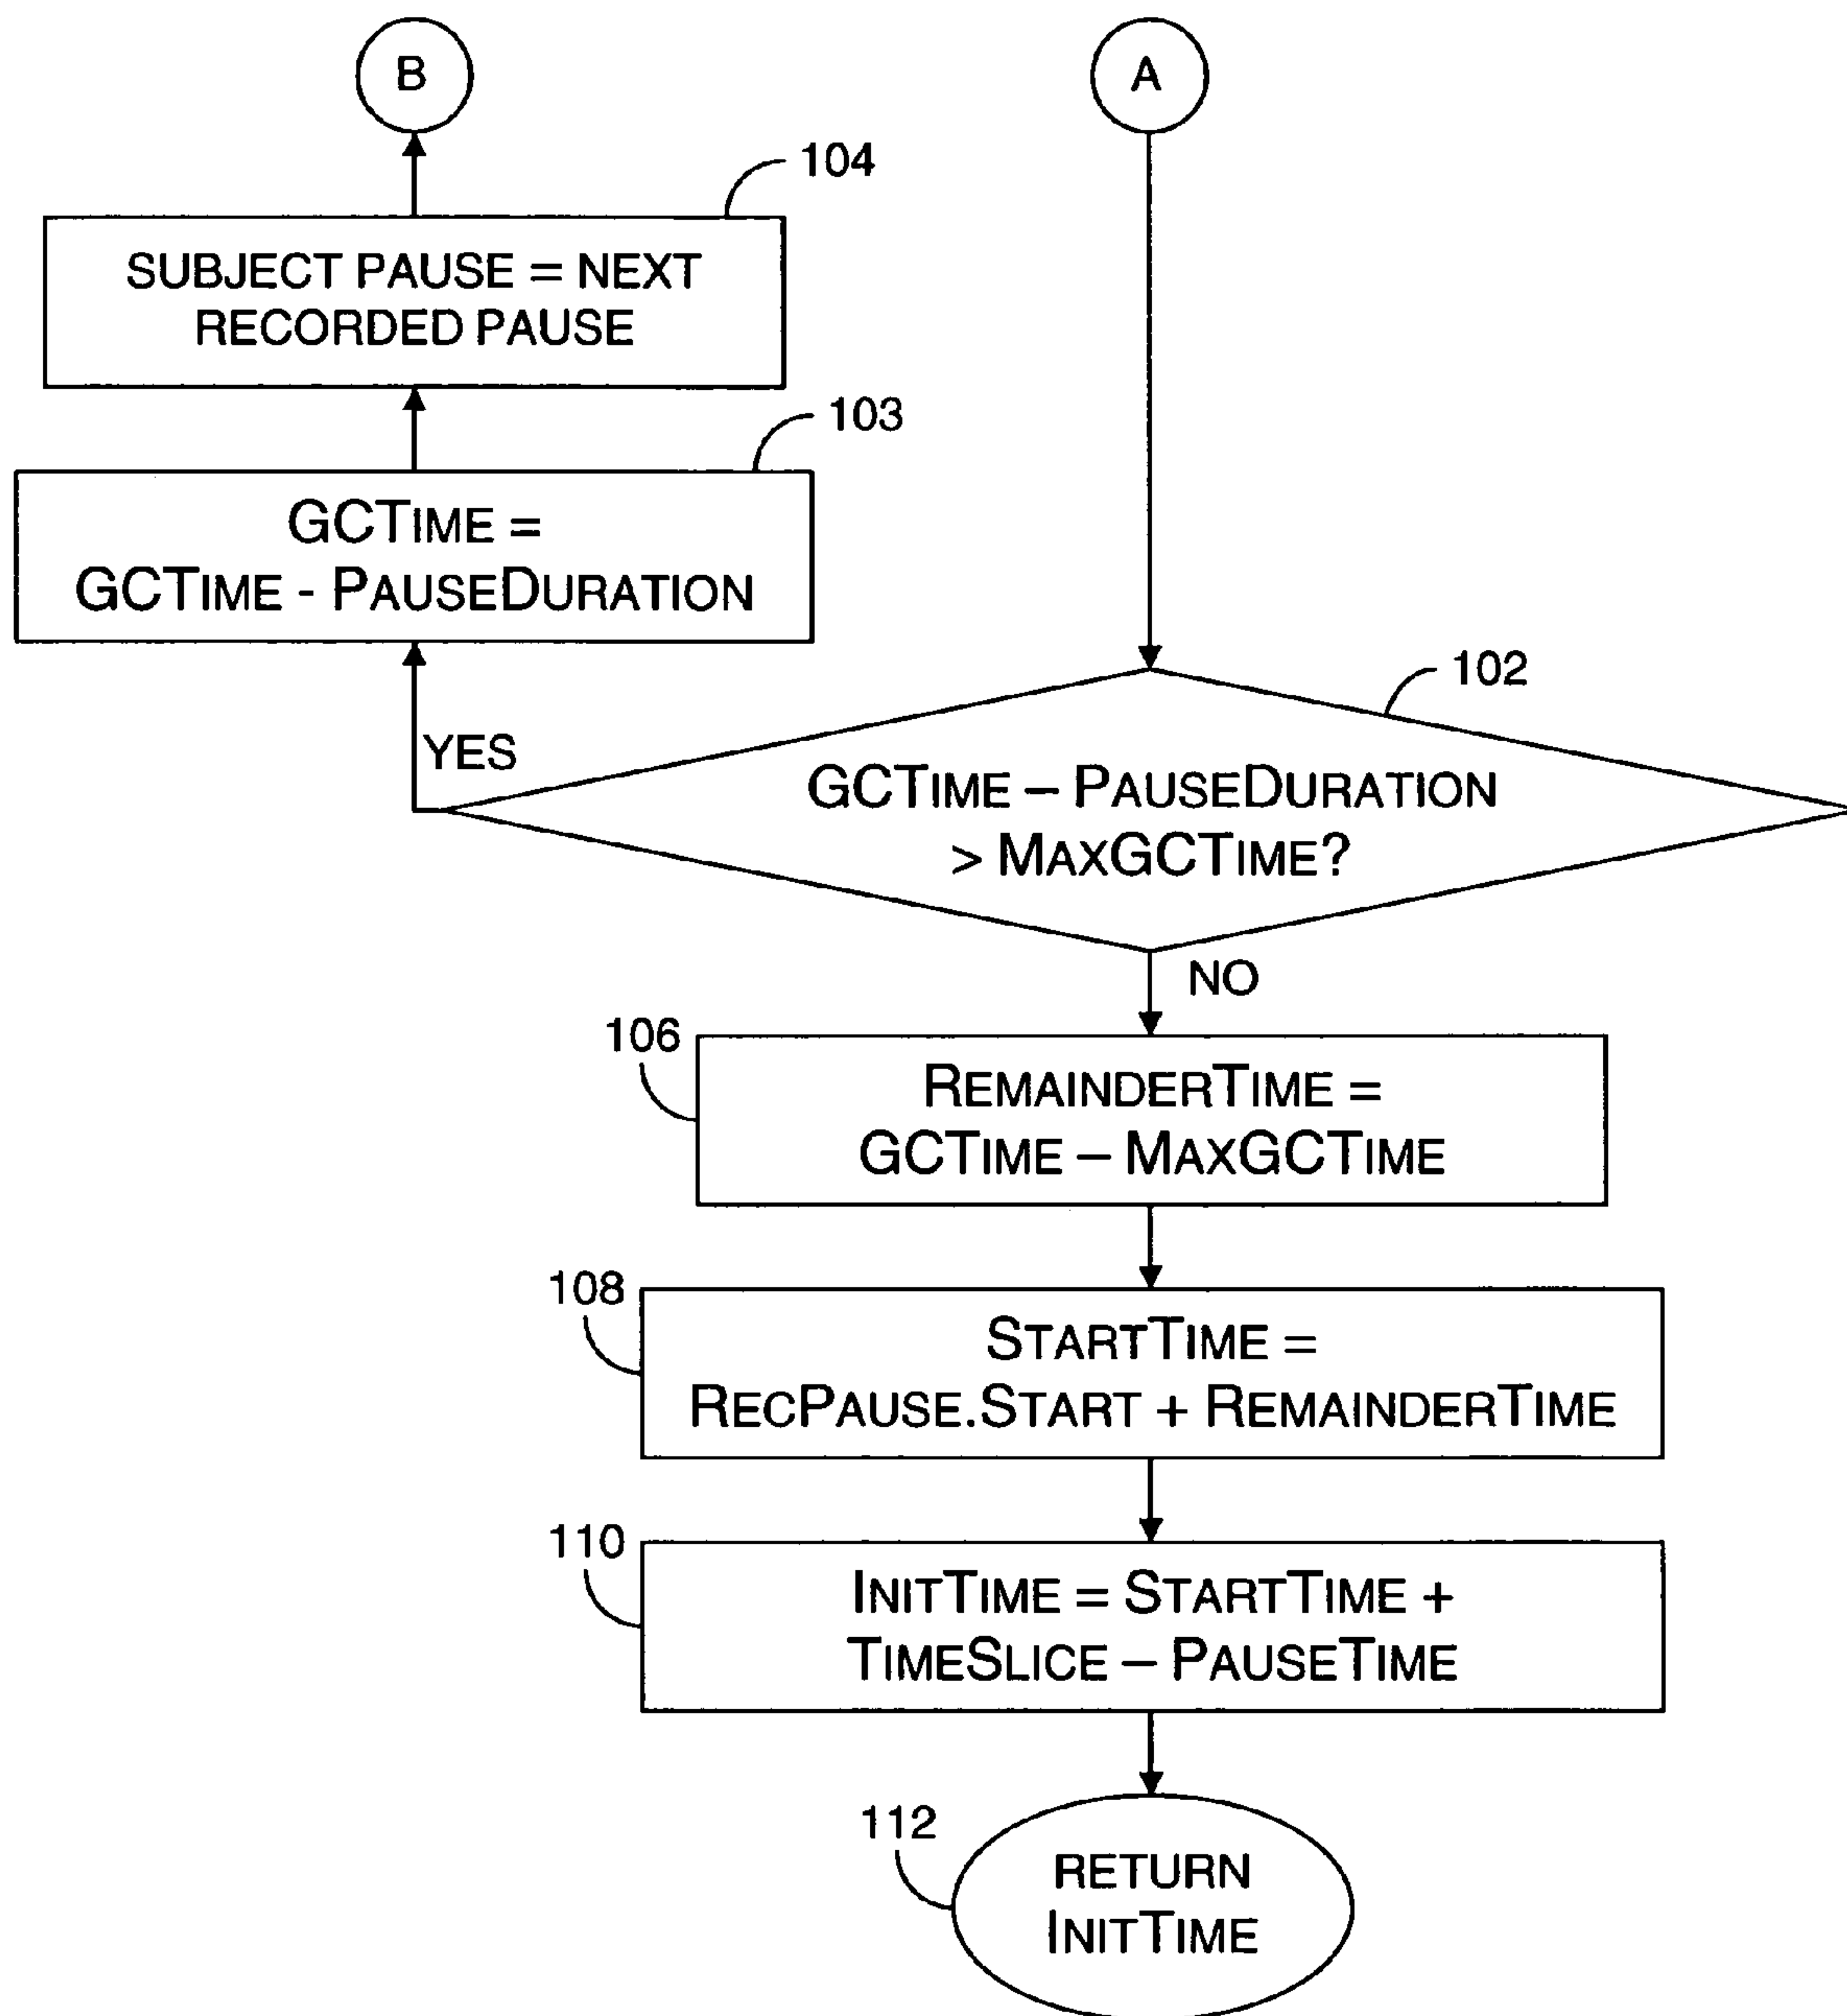 B
A
104
SUBJECT PAUSE = NEXT
RECORDED PAUSE
103
GCTIME =
GCTIME - PAUSEDURATION
102
YES
GCTIME – PAUSEDURATION
> MAXGCTIME?
NO
106
REMAINDERTIME =
GCTIME – MAXGCTIME
108
STARTTIME =
RECPAUSE.START + REMAINDERTIME
110
INITTIME = STARTTIME +
TIMESLICE – PAUSETIME
112
RETURN
INITTIME